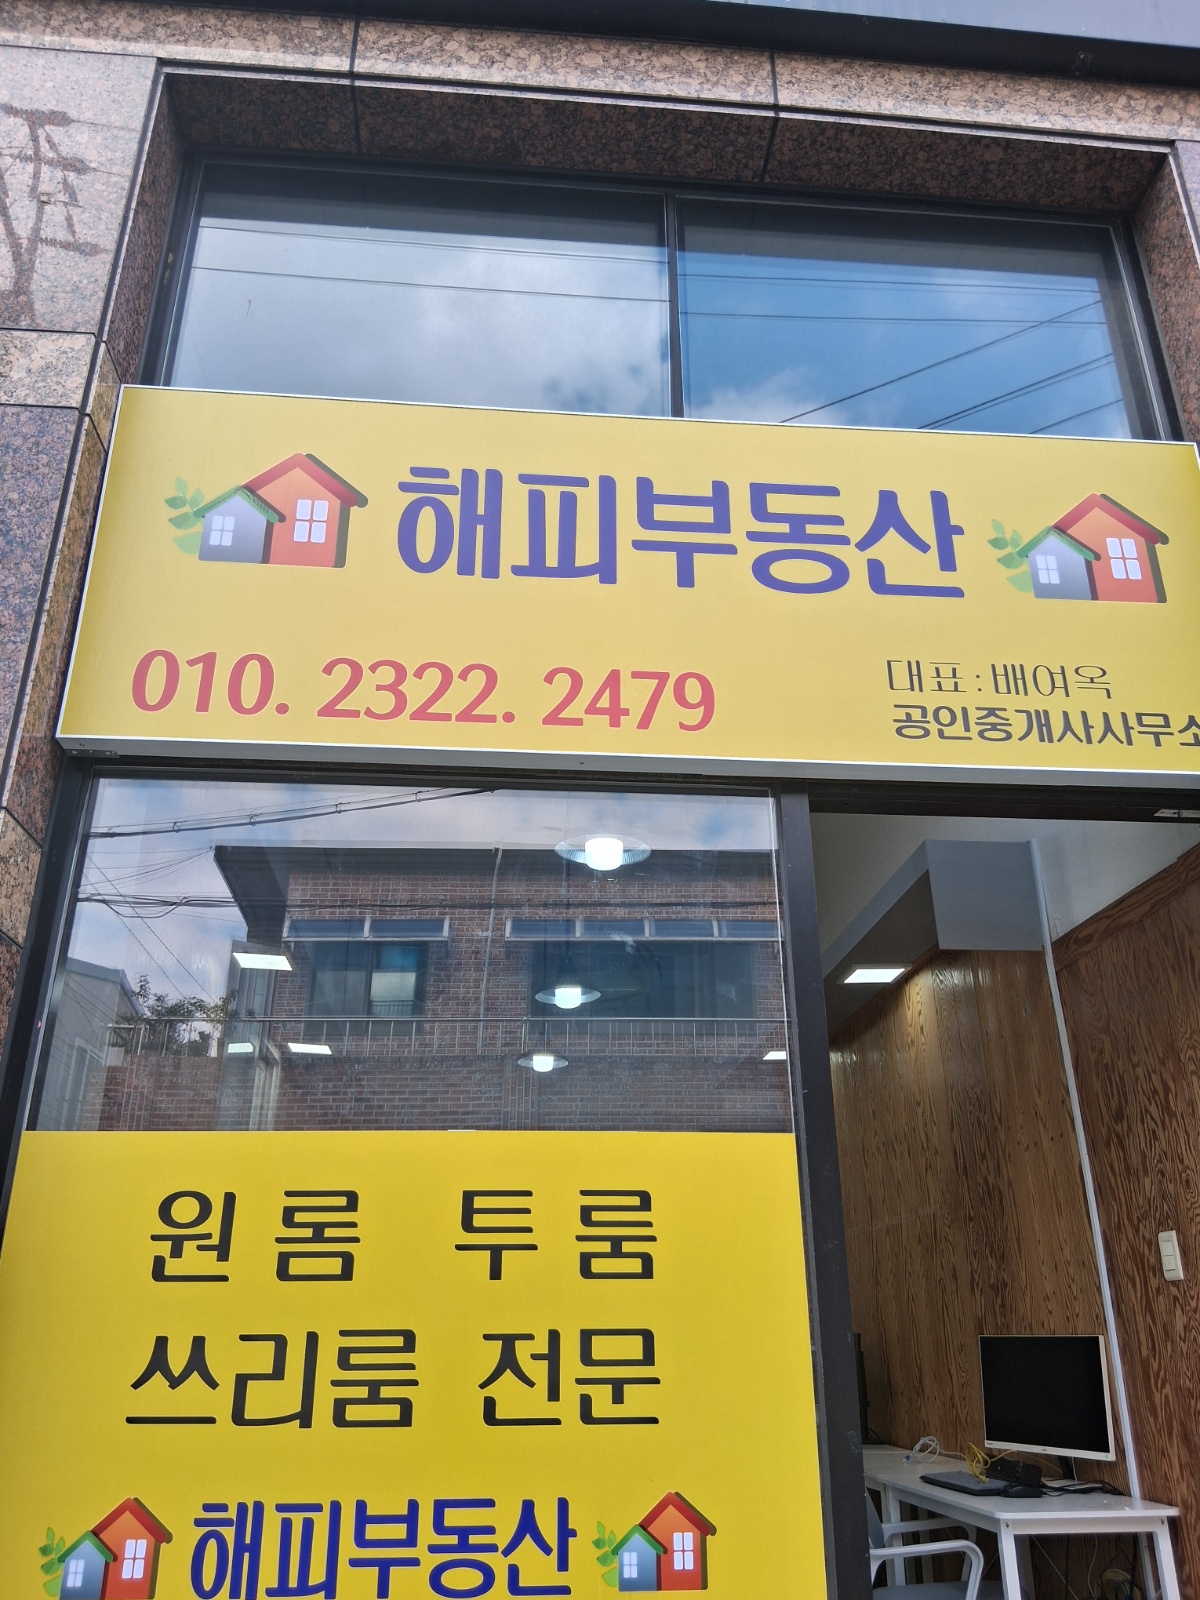 해피부동산
010. 2322. 2479
대표 : 배여옥
공인중개사사무소
원 롬 투 룸
쓰리룸 전문
해피부동산